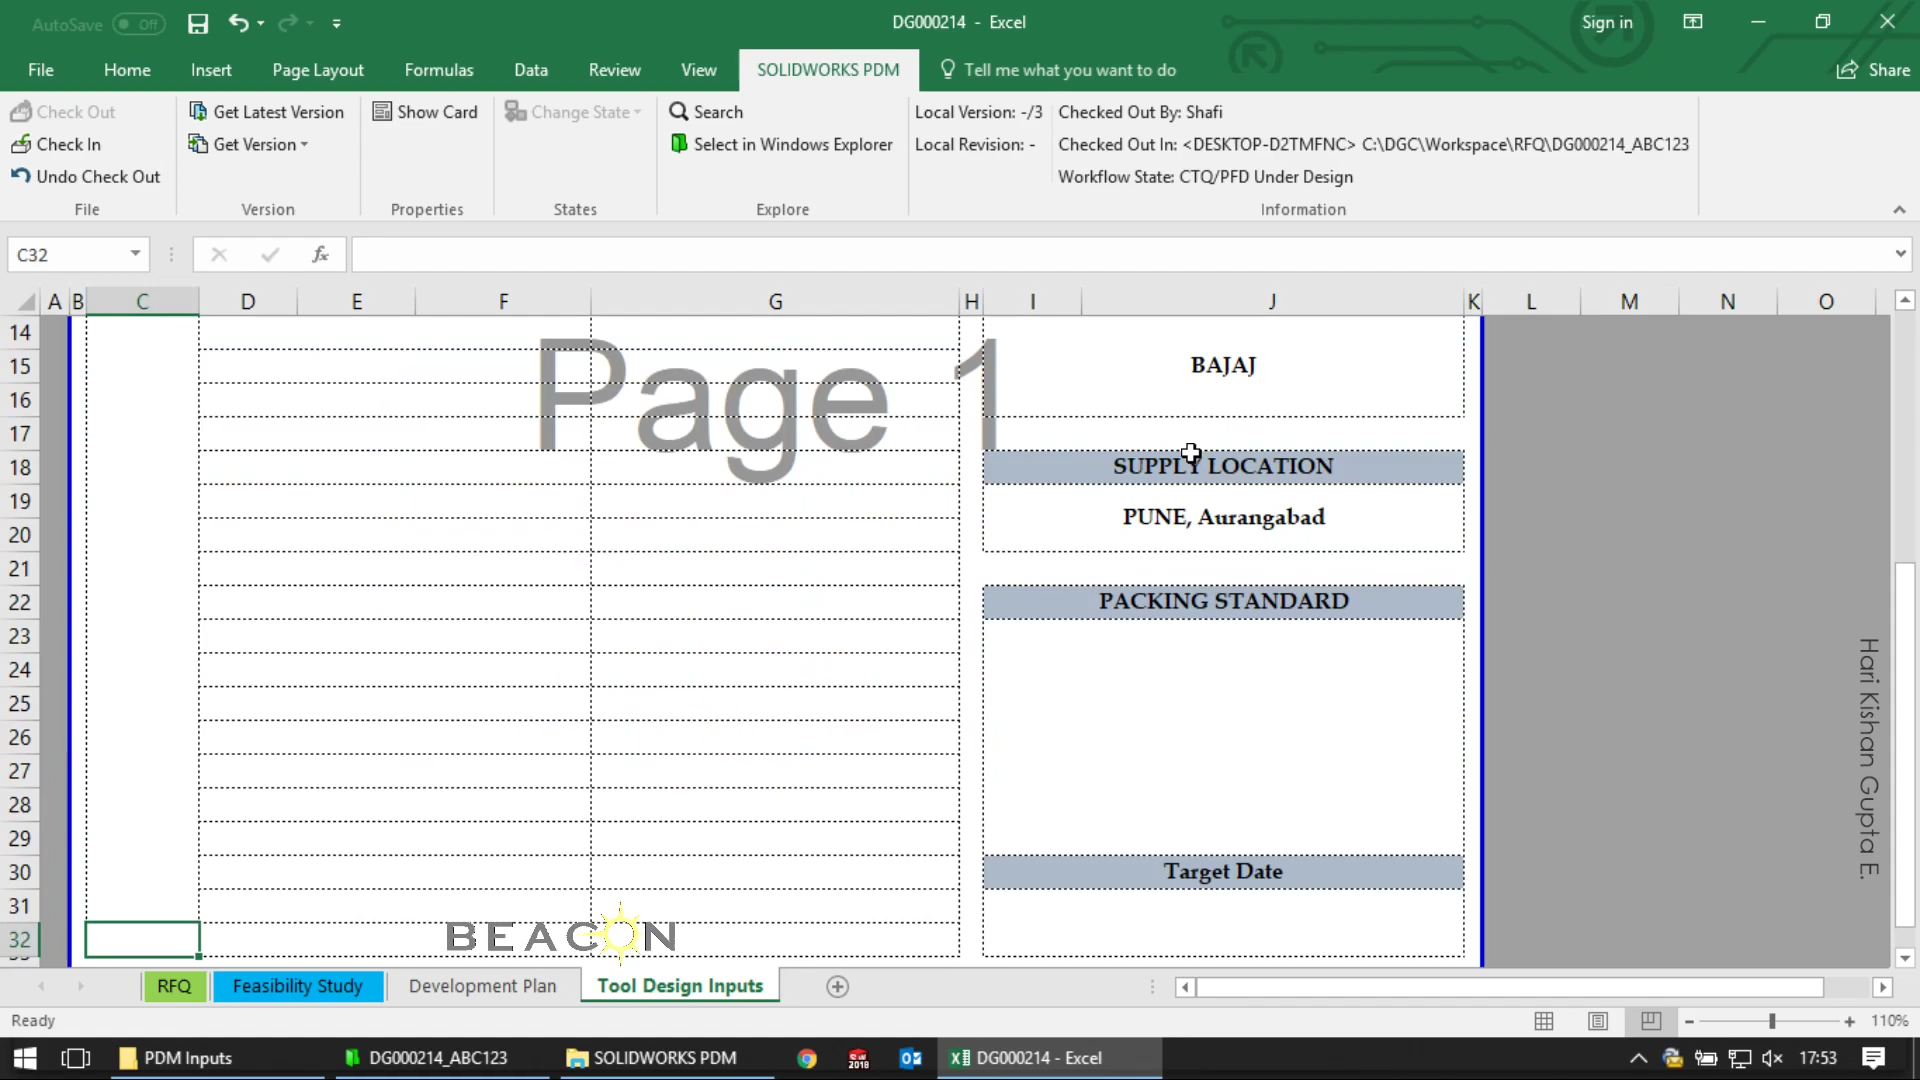 AutoSave Off
DG000214 - Excel
Sign in
File Home Insert Page Layout Formulas Data Review View SOLIDWORKS PDM Tell me what you want to do Share
Check Out
Check In
Undo Check Out
File
Get Latest Version
Get Version
Version
Show Card
Properties
Change State
States
Search
Select in Windows Explorer
Explore
Local Version: -/3
Local Revision: -
Checked Out By: Shafi
Checked Out In: <DESKTOP-D2TMFNC> C:\DGC\Workspace\RFQ\DG000214_ABC123
Workflow State: CTQ/PFD Under Design
Information
C32
fx
A B C D E F G H I J K L M N O
14
15
16
17
18
19
20
21
22
23
24
25
26
27
28
29
30
31
32
Page 1
BAJAJ
SUPPLY LOCATION
PUNE, Aurangabad
PACKING STANDARD
Target Date
Hari Kishan Gupta E.
BEACON
RFQ Feasibility Study Development Plan Tool Design Inputs
Ready
110%
PDM Inputs
DG000214_ABC123
SOLIDWORKS PDM
SW
2018
DG000214 - Excel
17:53